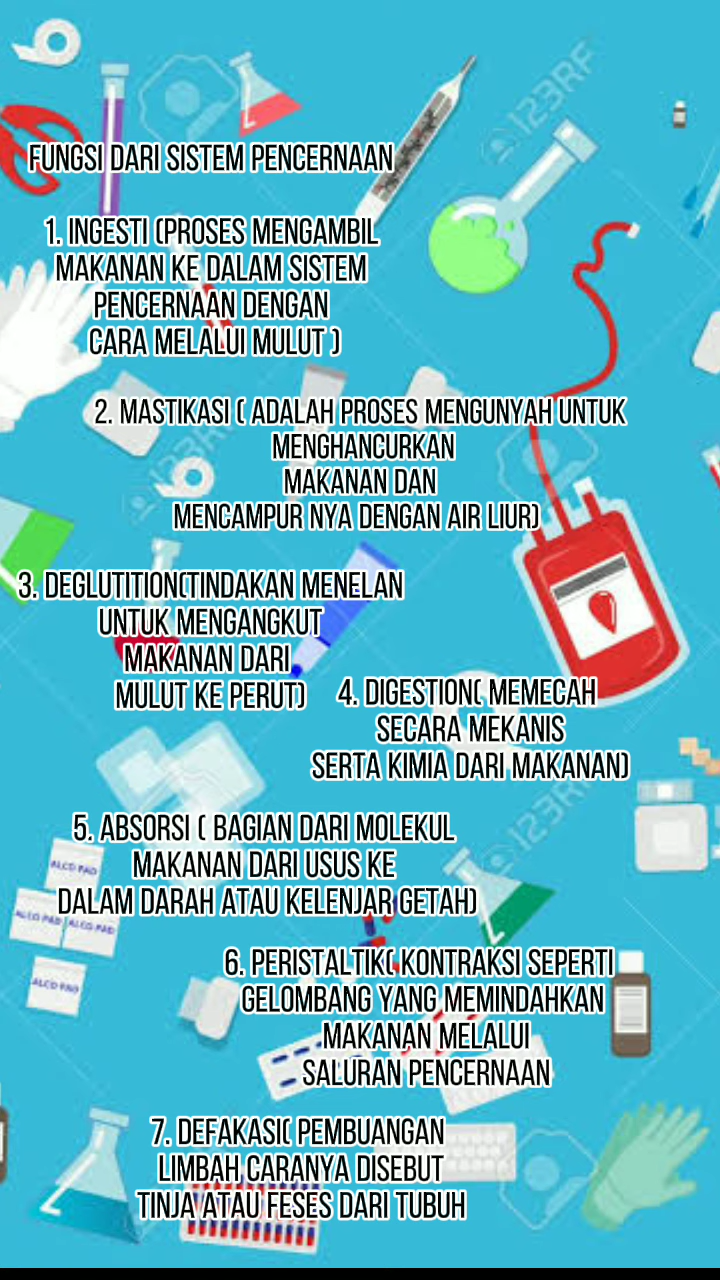 FUNGSI DARI SISTEM PENCERNAAN
1. INGESTI (PROSES MENGAMBIL
MAKANAN KE DALAM SISTEM
PENCERNAAN DENGAN
CARA MELALUI MULUT )
2. MASTIKASI ( ADALAH PROSES MENGUNYAH UNTUK
MENGHANCURKAN
MAKANAN DAN
MENCAMPUR NYA DENGAN AIR LIUR)
3. DEGLUTITION(TINDAKAN MENELAN
UNTUK MENGANGKUT
MAKANAN DARI
MULUT KE PERUT)
4. DIGESTION( MEMECAH
SECARA MEKANIS
SERTA KIMIA DARI MAKANAN)
5. ABSORSI ( BAGIAN DARI MOLEKUL
MAKANAN DARI USUS KE
DALAM DARAH ATAU KELENJAR GETAH)
6. PERISTALTIK( KONTRAKSI SEPERTI
GELOMBANG YANG MEMINDAHKAN
MAKANAN MELALUI
SALURAN PENCERNAAN
7. DEFAKASI( PEMBUANGAN
LIMBAH CARANYA DISEBUT
TINJA ATAU FESES DARI TUBUH
123RF
123RF
123RF
ALCO PAD
ALCO PAD
ALCO PAD
ALCO PAD